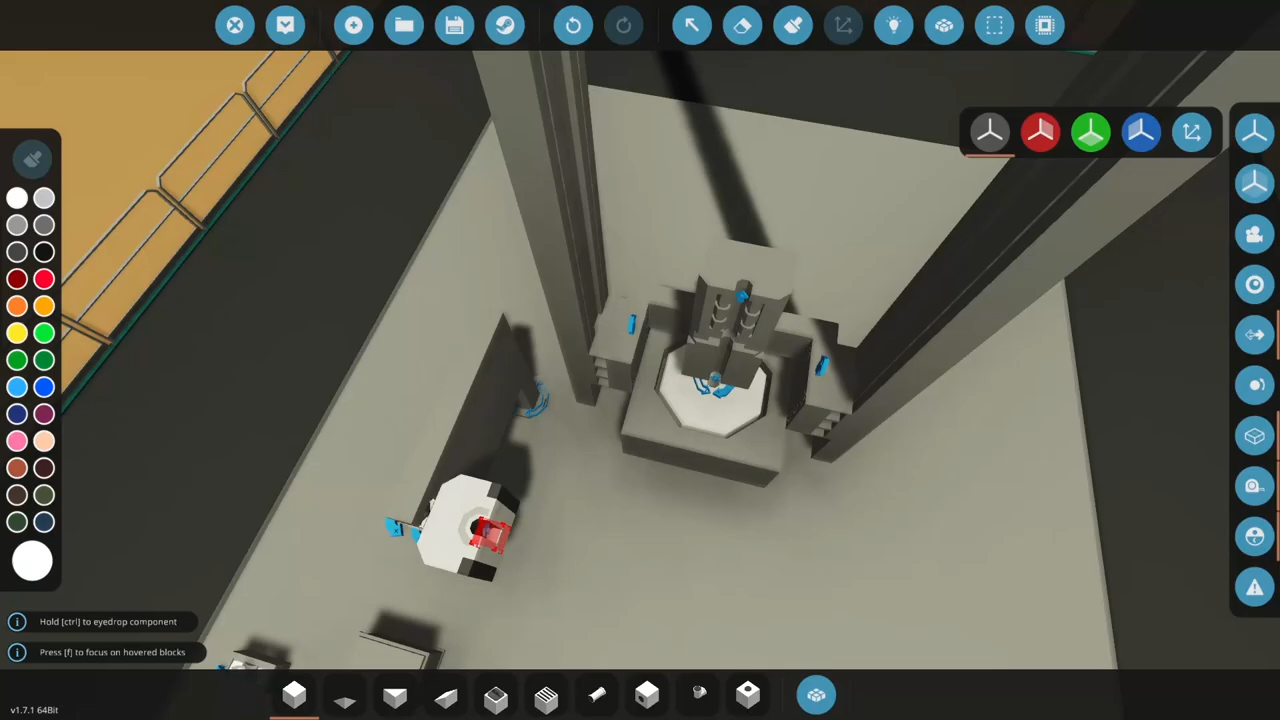 Hold [ctrl] to eyedrop component
Press [f] to focus on hovered blocks
v1.7.1 64Bit